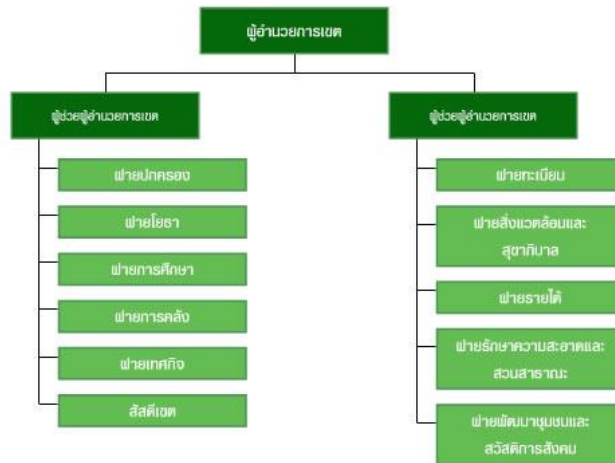 ผู้อำนวยการเขต
ผู้ช่วยผู้อำนวยการเขต
ฝ่ายปกครอง
ฝ่ายโยธา
ฝ่ายการศึกษา
ฝ่ายการคลัง
ฝ่ายเทศกิจ
สัสดีเขต
ผู้ช่วยผู้อำนวยการเขต
ฝ่ายทะเบียน
ฝ่ายสิ่งแวดล้อมและ
สุขาภิบาล
ฝ่ายรายได้
ฝ่ายรักษาความสะอาดและ
สวนสาธารณะ
ฝ่ายพัฒนาชุมชนและ
สวัสดิการสังคม